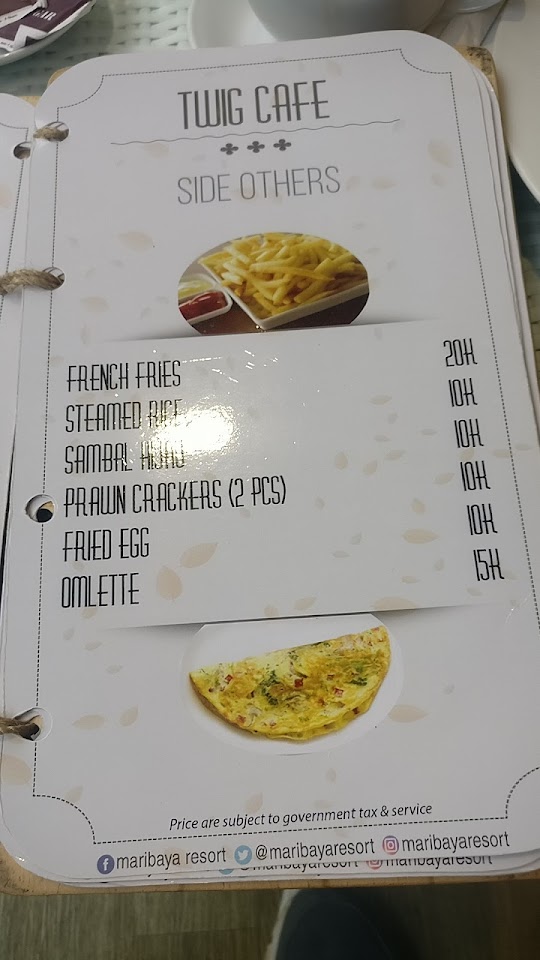 TWIG CAFE
SIDE OTHERS
FRENCH FRIES 20K
STEAMED RICE 10K
SAMBAL HIJAU 10K
PRAWN CRACKERS (2 PCS) 10K
FRIED EGG 10K
OMLETTE 15K
Price are subject to government tax & service
maribaya resort @maribayaresort maribayaresort